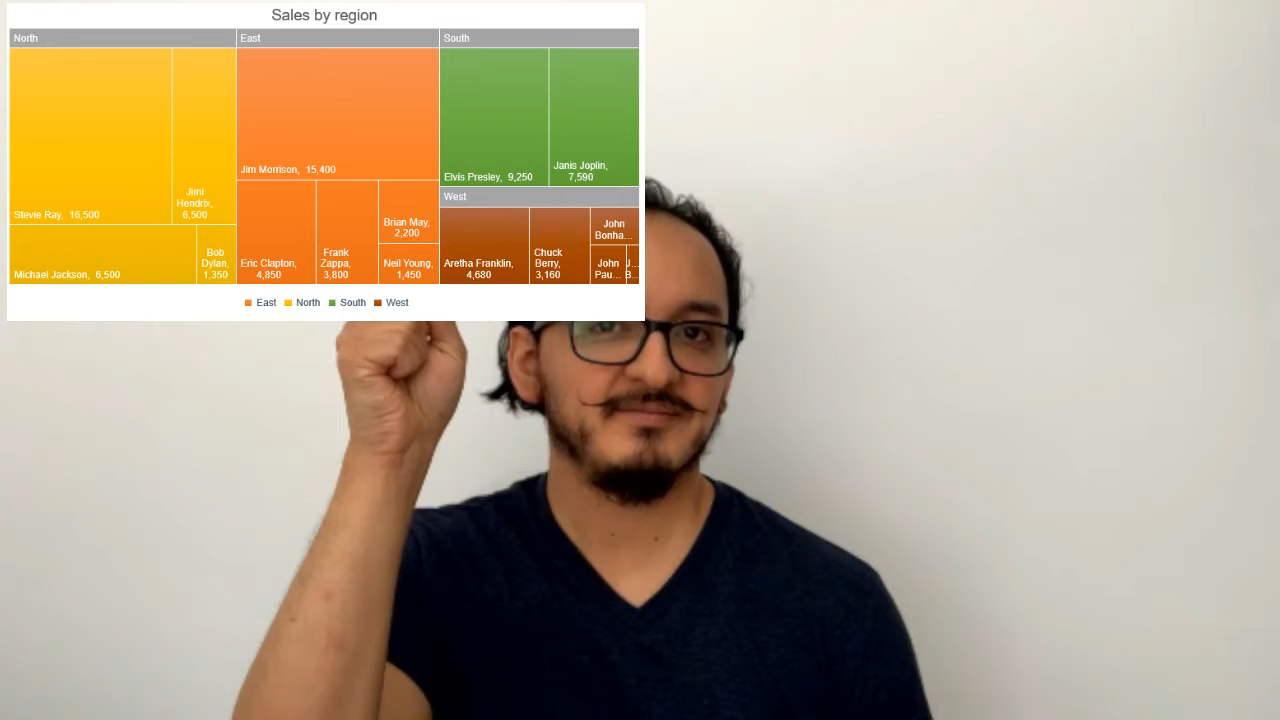 Sales by region
North
East
South
Stevie Ray, 16,500
Jimi
Hendrix,
6,500
Michael Jackson, 6,500
Bob
Dylan,
1,350
Jim Morrison, 15,400
Eric Clapton,
4,850
Frank
Zappa,
3,800
Brian May,
2,200
Neil Young,
1,450
Elvis Presley, 9,250
Janis Joplin,
7,590
West
Aretha Franklin,
4,680
Chuck
Berry,
3,160
John
Bonha...
John
Pau...
J...
B...
East North South West